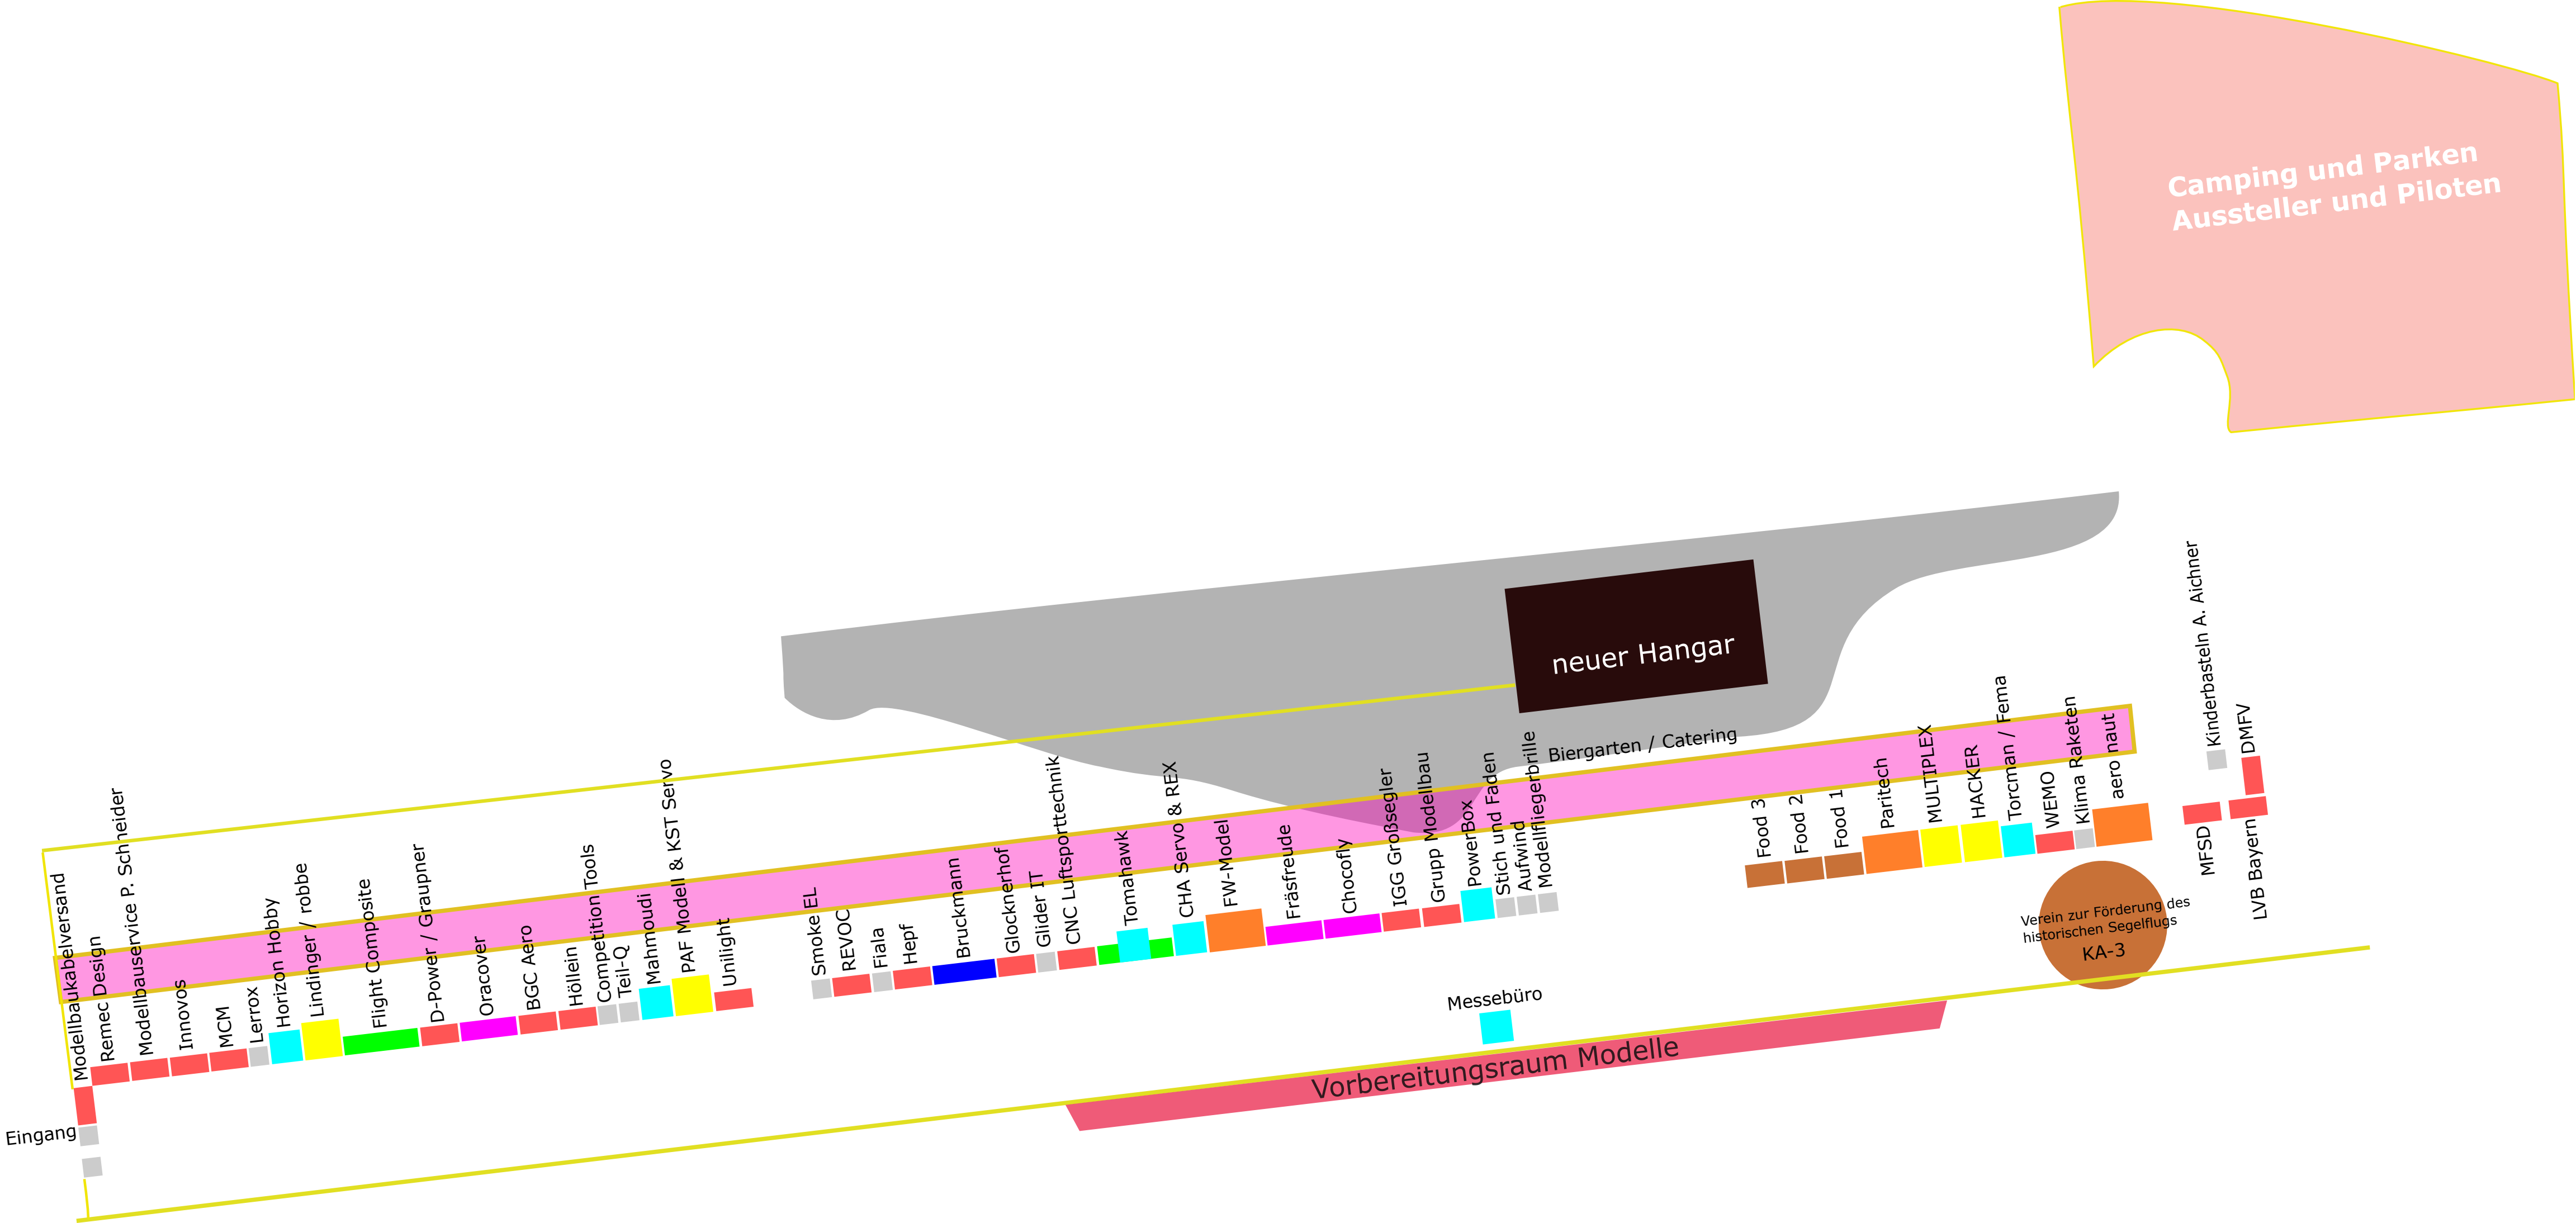 Camping und Parken
Aussteller und Piloten
neuer Hangar
Biergarten / Catering
Modellbaukabelversand
Remec Design
Modellbauservice P. Schneider
Innovos
MCM
Lerrox
Horizon Hobby
Lindinger / robbe
Flight Composite
D-Power / Graupner
Oracover
BGC Aero
Höllein
Competition Tools
Teil-Q
Mahmoudi
PAF Modell & KST Servo
Unilight
Smoke EL
REVOC
Fiala
Hepf
Bruckmann
Glocknerhof
Glider IT
CNC Luftsporttechnik
Tomahawk
CHA Servo & REX
FW-Model
Fräsfreude
Chocofly
IGG Großsegler
Grupp Modellbau
PowerBox
Stich und Faden
Aufwind
Modellfliegerbrille
Food 3
Food 2
Food 1
Paritech
MULTIPLEX
HACKER
Torcman / Fema
WEMO
Klima Raketen
aero naut
Kinderbasteln A. Aichner
DMFV
MFSD
LVB Bayern
Verein zur Förderung des
historischen Segelflugs
KA-3
Messebüro
Vorbereitungsraum Modelle
Eingang